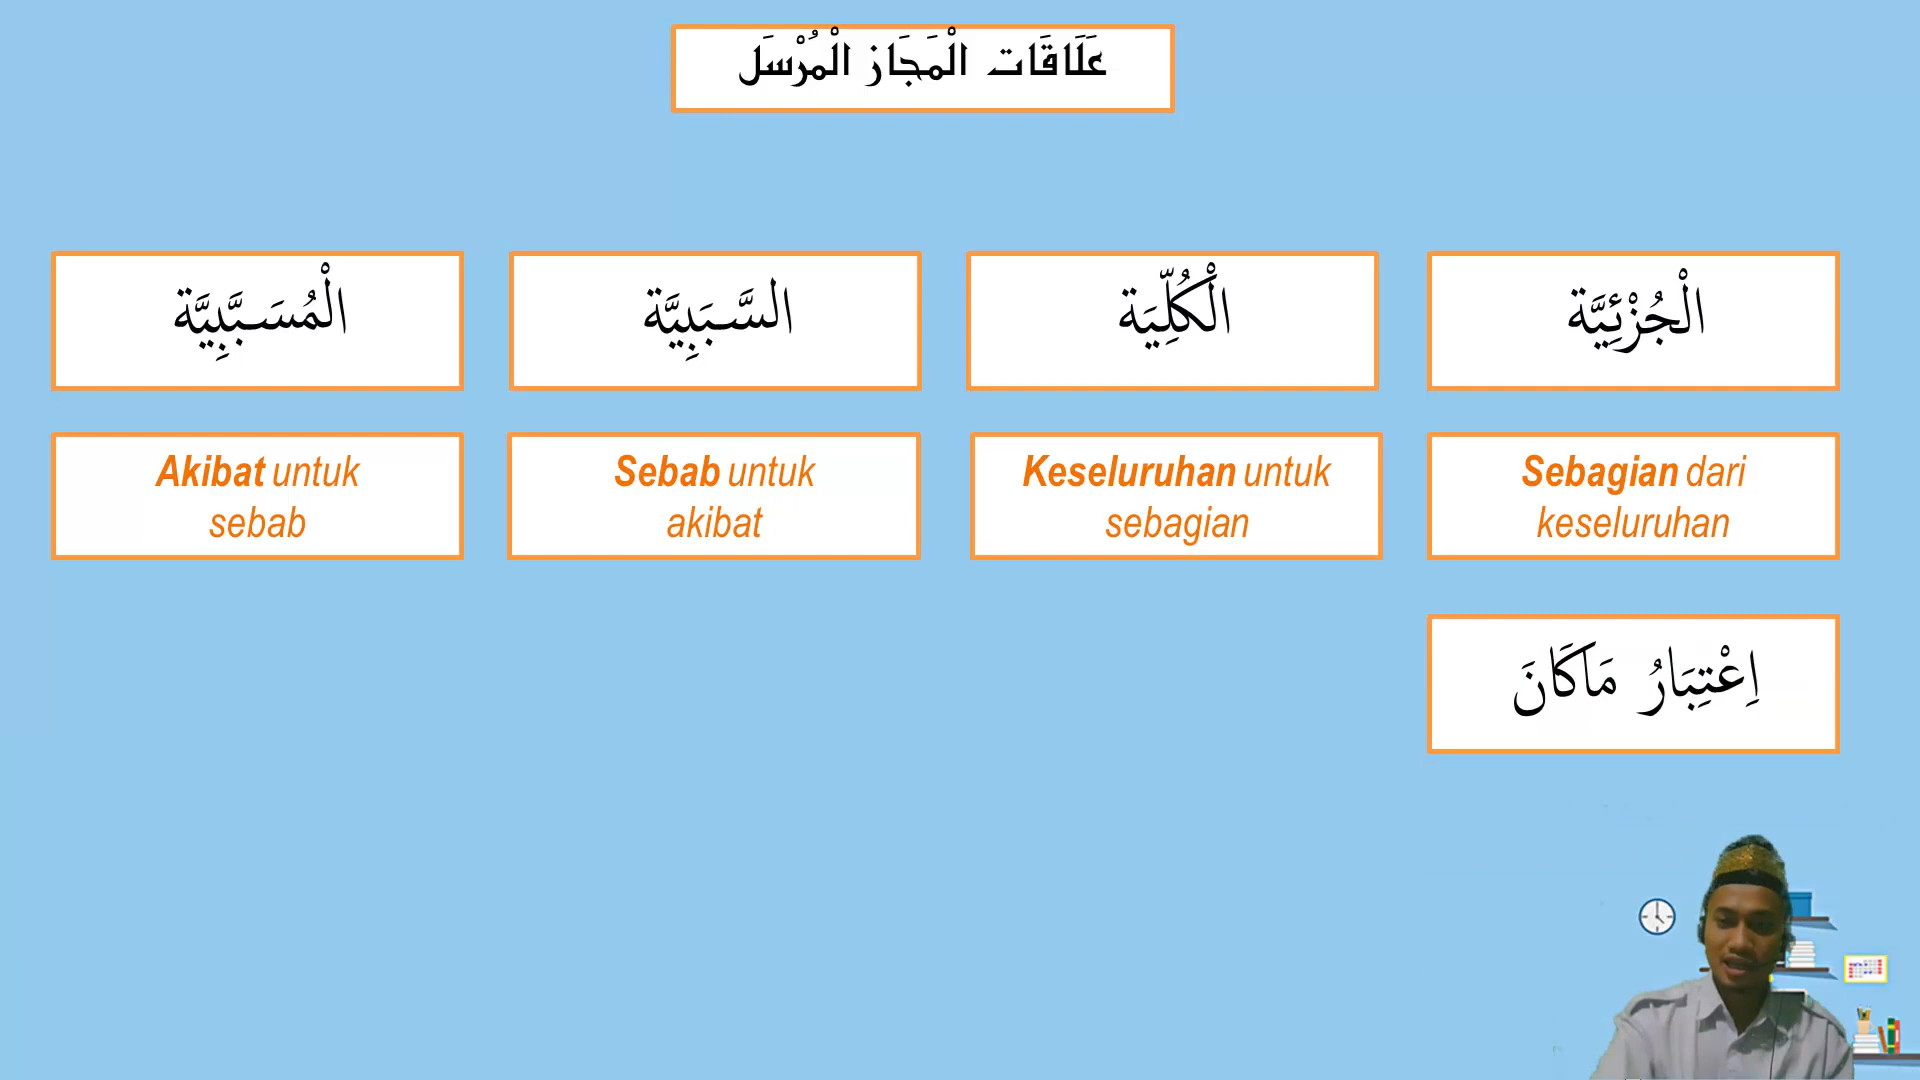 عَلَاقَات الْمَجَاز الْمُرْسَل
الْجُزْئِيَّة
الْكُلِّيَة
السَّبَبِيَّة
الْمُسَبَّبِيَّة
Sebagian dari
keseluruhan
Keseluruhan untuk
sebagian
Sebab untuk
akibat
Akibat untuk
sebab
اِعْتِبَارُ مَاكَانَ